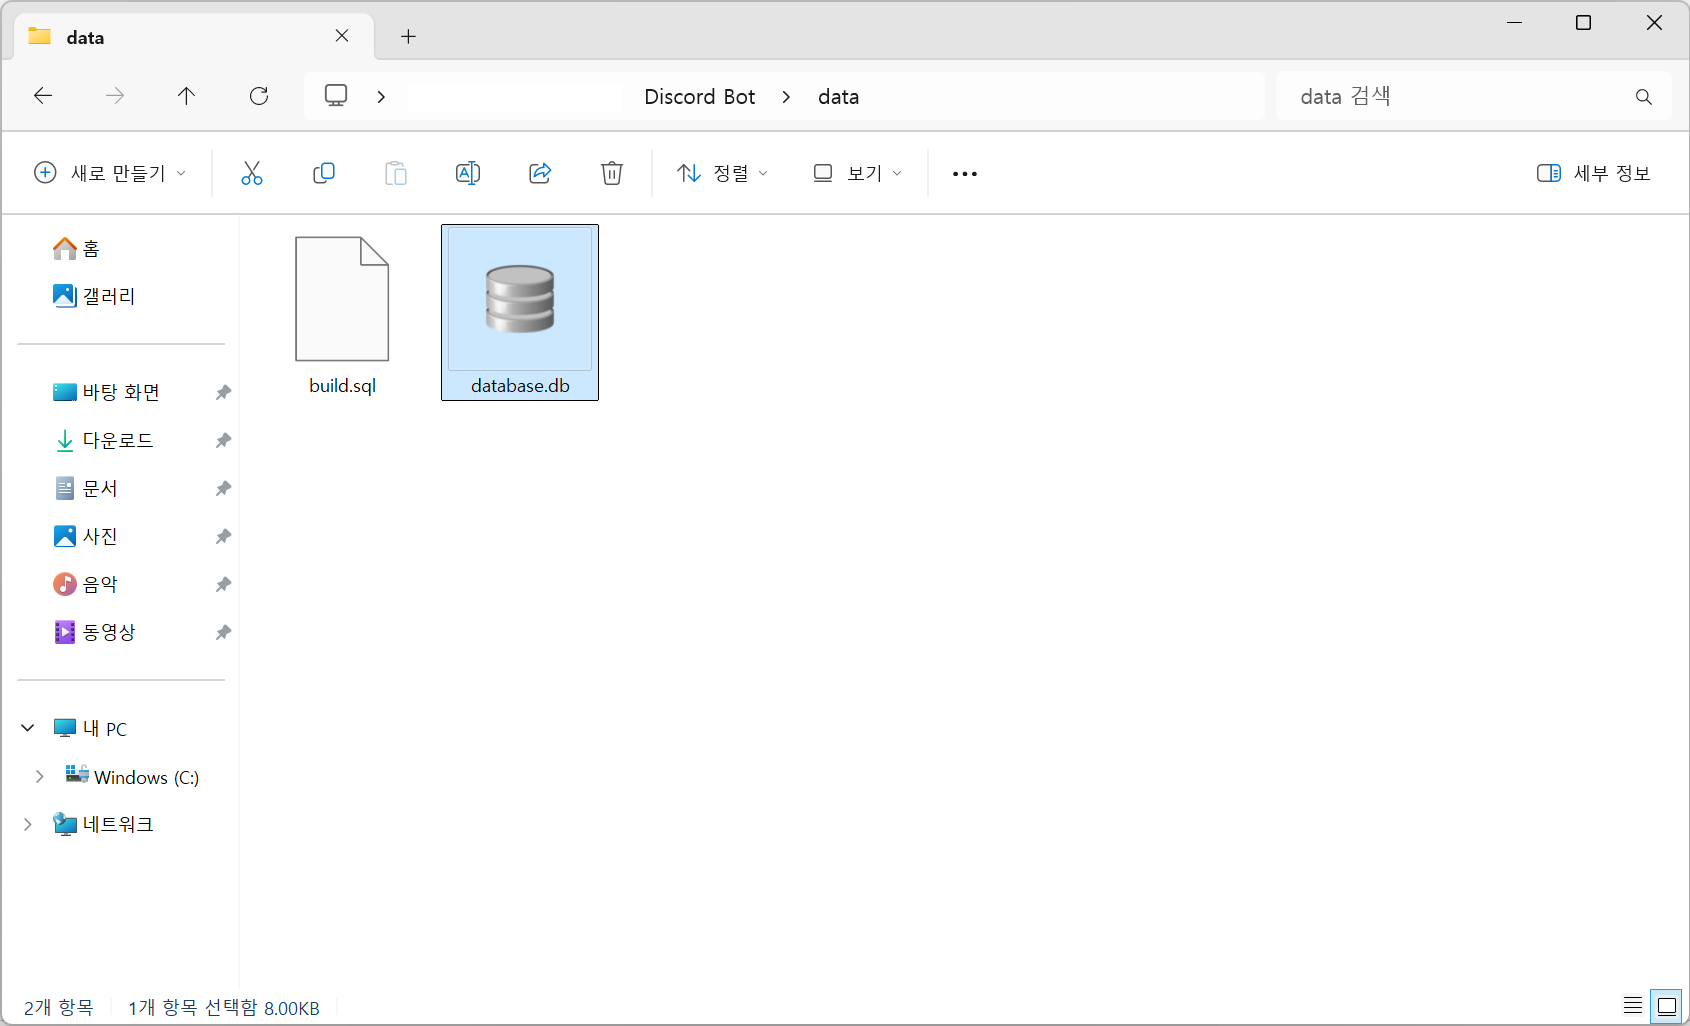 data
Discord Bot > data
data 검색
새로 만들기
정렬
보기
세부 정보
홈
갤러리
바탕 화면
다운로드
문서
사진
음악
동영상
내 PC
Windows (C:)
네트워크
build.sql
database.db
2개 항목
1개 항목 선택함 8.00KB